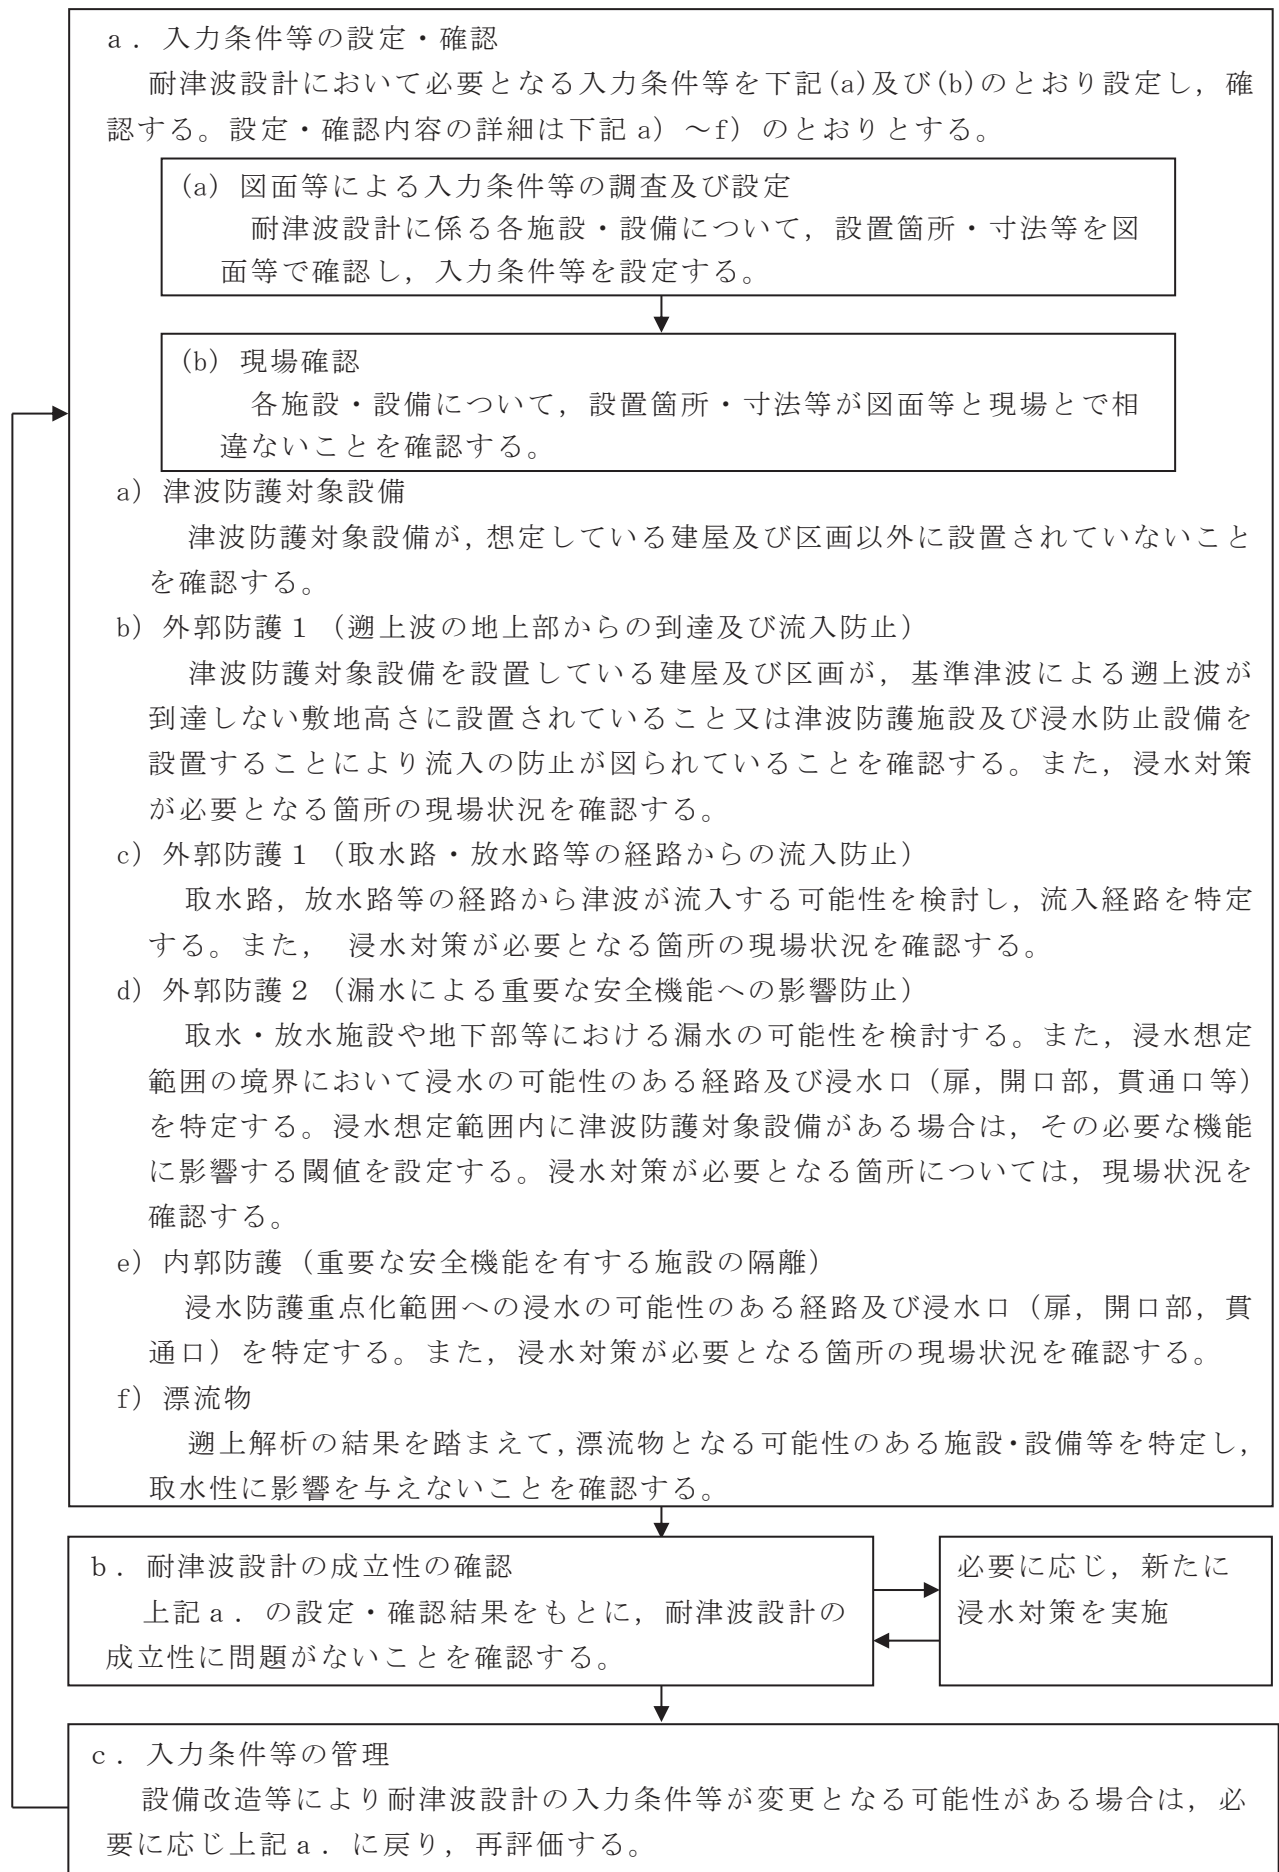 a．入力条件等の設定・確認
耐津波設計において必要となる入力条件等を下記(a)及び(b)のとおり設定し，確
認する。設定・確認内容の詳細は下記 a）～f）のとおりとする。
(a) 図面等による入力条件等の調査及び設定
耐津波設計に係る各施設・設備について，設置箇所・寸法等を図
面等で確認し，入力条件等を設定する。
(b) 現場確認
各施設・設備について，設置箇所・寸法等が図面等と現場とで相
違ないことを確認する。
a）津波防護対象設備
津波防護対象設備が，想定している建屋及び区画以外に設置されていないこと
を確認する。
b）外郭防護１（遡上波の地上部からの到達及び流入防止）
津波防護対象設備を設置している建屋及び区画が，基準津波による遡上波が
到達しない敷地高さに設置されていること又は津波防護施設及び浸水防止設備を
設置することにより流入の防止が図られていることを確認する。また，浸水対策
が必要となる箇所の現場状況を確認する。
c）外郭防護１（取水路・放水路等の経路からの流入防止）
取水路，放水路等の経路から津波が流入する可能性を検討し，流入経路を特定
する。また， 浸水対策が必要となる箇所の現場状況を確認する。
d）外郭防護２（漏水による重要な安全機能への影響防止）
取水・放水施設や地下部等における漏水の可能性を検討する。また，浸水想定
範囲の境界において浸水の可能性のある経路及び浸水口（扉，開口部，貫通口等）
を特定する。浸水想定範囲内に津波防護対象設備がある場合は，その必要な機能
に影響する閾値を設定する。浸水対策が必要となる箇所については，現場状況を
確認する。
e）内郭防護（重要な安全機能を有する施設の隔離）
浸水防護重点化範囲への浸水の可能性のある経路及び浸水口（扉，開口部，貫
通口）を特定する。また，浸水対策が必要となる箇所の現場状況を確認する。
f）漂流物
遡上解析の結果を踏まえて，漂流物となる可能性のある施設・設備等を特定し，
取水性に影響を与えないことを確認する。
b．耐津波設計の成立性の確認
上記ａ．の設定・確認結果をもとに，耐津波設計の
成立性に問題がないことを確認する。
必要に応じ，新たに
浸水対策を実施
c．入力条件等の管理
設備改造等により耐津波設計の入力条件等が変更となる可能性がある場合は，必
要に応じ上記ａ．に戻り，再評価する。